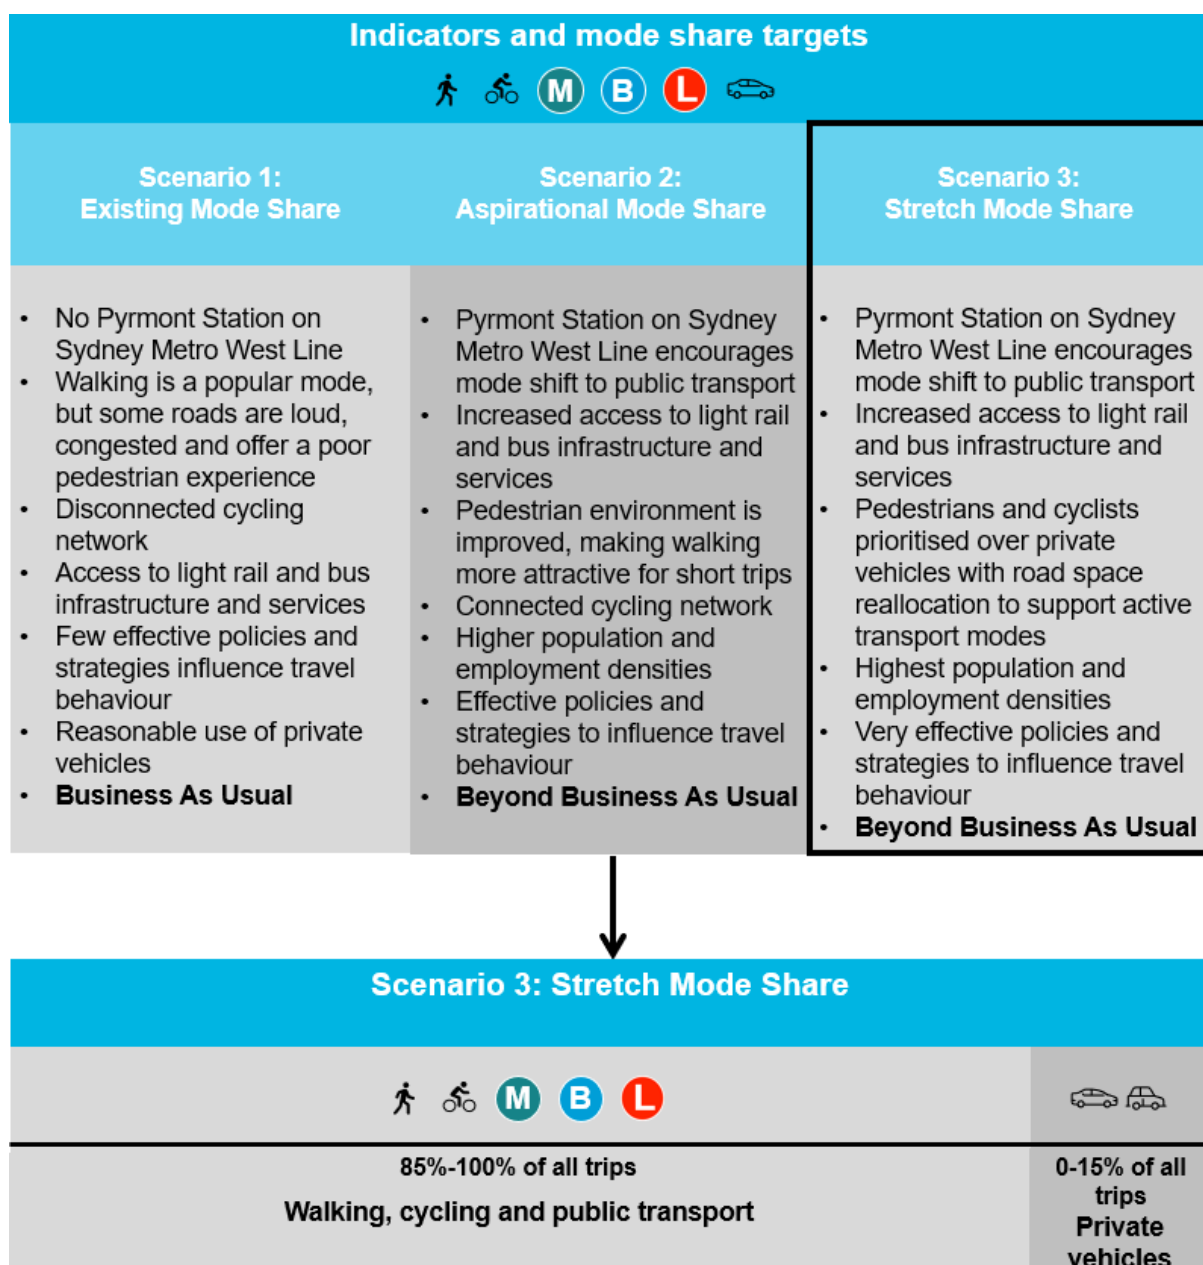 Indicators and mode share targets
M B L
Scenario 1:
Existing Mode Share
• No Pyrmont Station on
Sydney Metro West Line
• Walking is a popular mode,
but some roads are loud,
congested and offer a poor
pedestrian experience
• Disconnected cycling
network
• Access to light rail and bus
infrastructure and services
• Few effective policies and
strategies influence travel
behaviour
• Reasonable use of private
vehicles
• Business As Usual
Scenario 2:
Aspirational Mode Share
• Pyrmont Station on Sydney
Metro West Line encourages
mode shift to public transport
• Increased access to light rail
and bus infrastructure and
services
• Pedestrian environment is
improved, making walking
more attractive for short trips
• Connected cycling network
• Higher population and
employment densities
• Effective policies and
strategies to influence travel
behaviour
• Beyond Business As Usual
Scenario 3:
Stretch Mode Share
• Pyrmont Station on Sydney
Metro West Line encourages
mode shift to public transport
• Increased access to light rail
and bus infrastructure and
services
• Pedestrians and cyclists
prioritised over private
vehicles with road space
reallocation to support active
transport modes
• Highest population and
employment densities
• Very effective policies and
strategies to influence travel
behaviour
• Beyond Business As Usual
Scenario 3: Stretch Mode Share
M B L
85%-100% of all trips
Walking, cycling and public transport
0-15% of all
trips
Private
vehicles